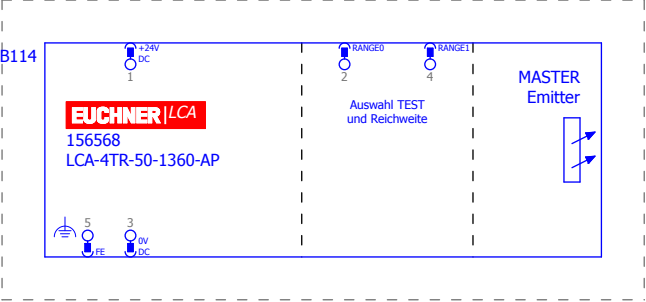 B114
+24V
DC
1
RANGE0
2
RANGE1
4
MASTER
Emitter
EUCHNER LCA
Auswahl TEST
und Reichweite
156568
LCA-4TR-50-1360-AP
5
FE
3
0V
DC